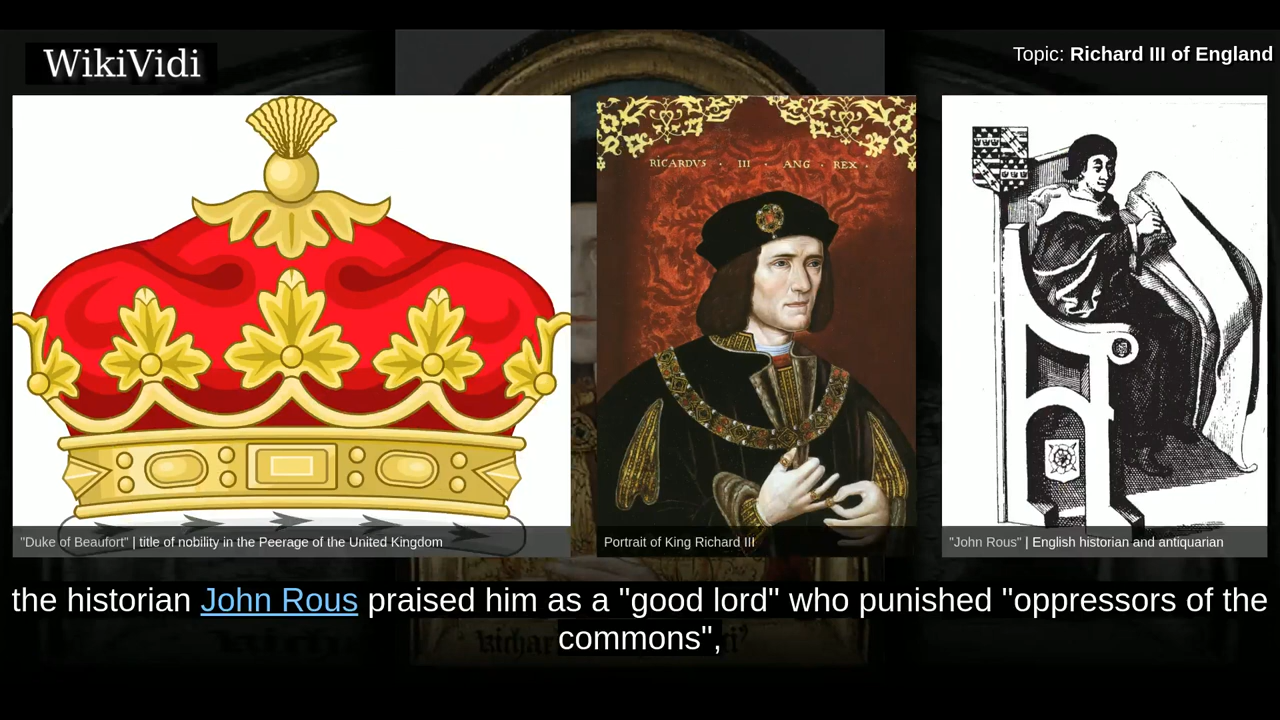 WikiVidi
Topic: Richard III of England
RICARDVS · III · ANG · REX ·
"Duke of Beaufort" | title of nobility in the Peerage of the United Kingdom
Portrait of King Richard III
"John Rous" | English historian and antiquarian
the historian John Rous praised him as a "good lord" who punished "oppressors of the
commons",